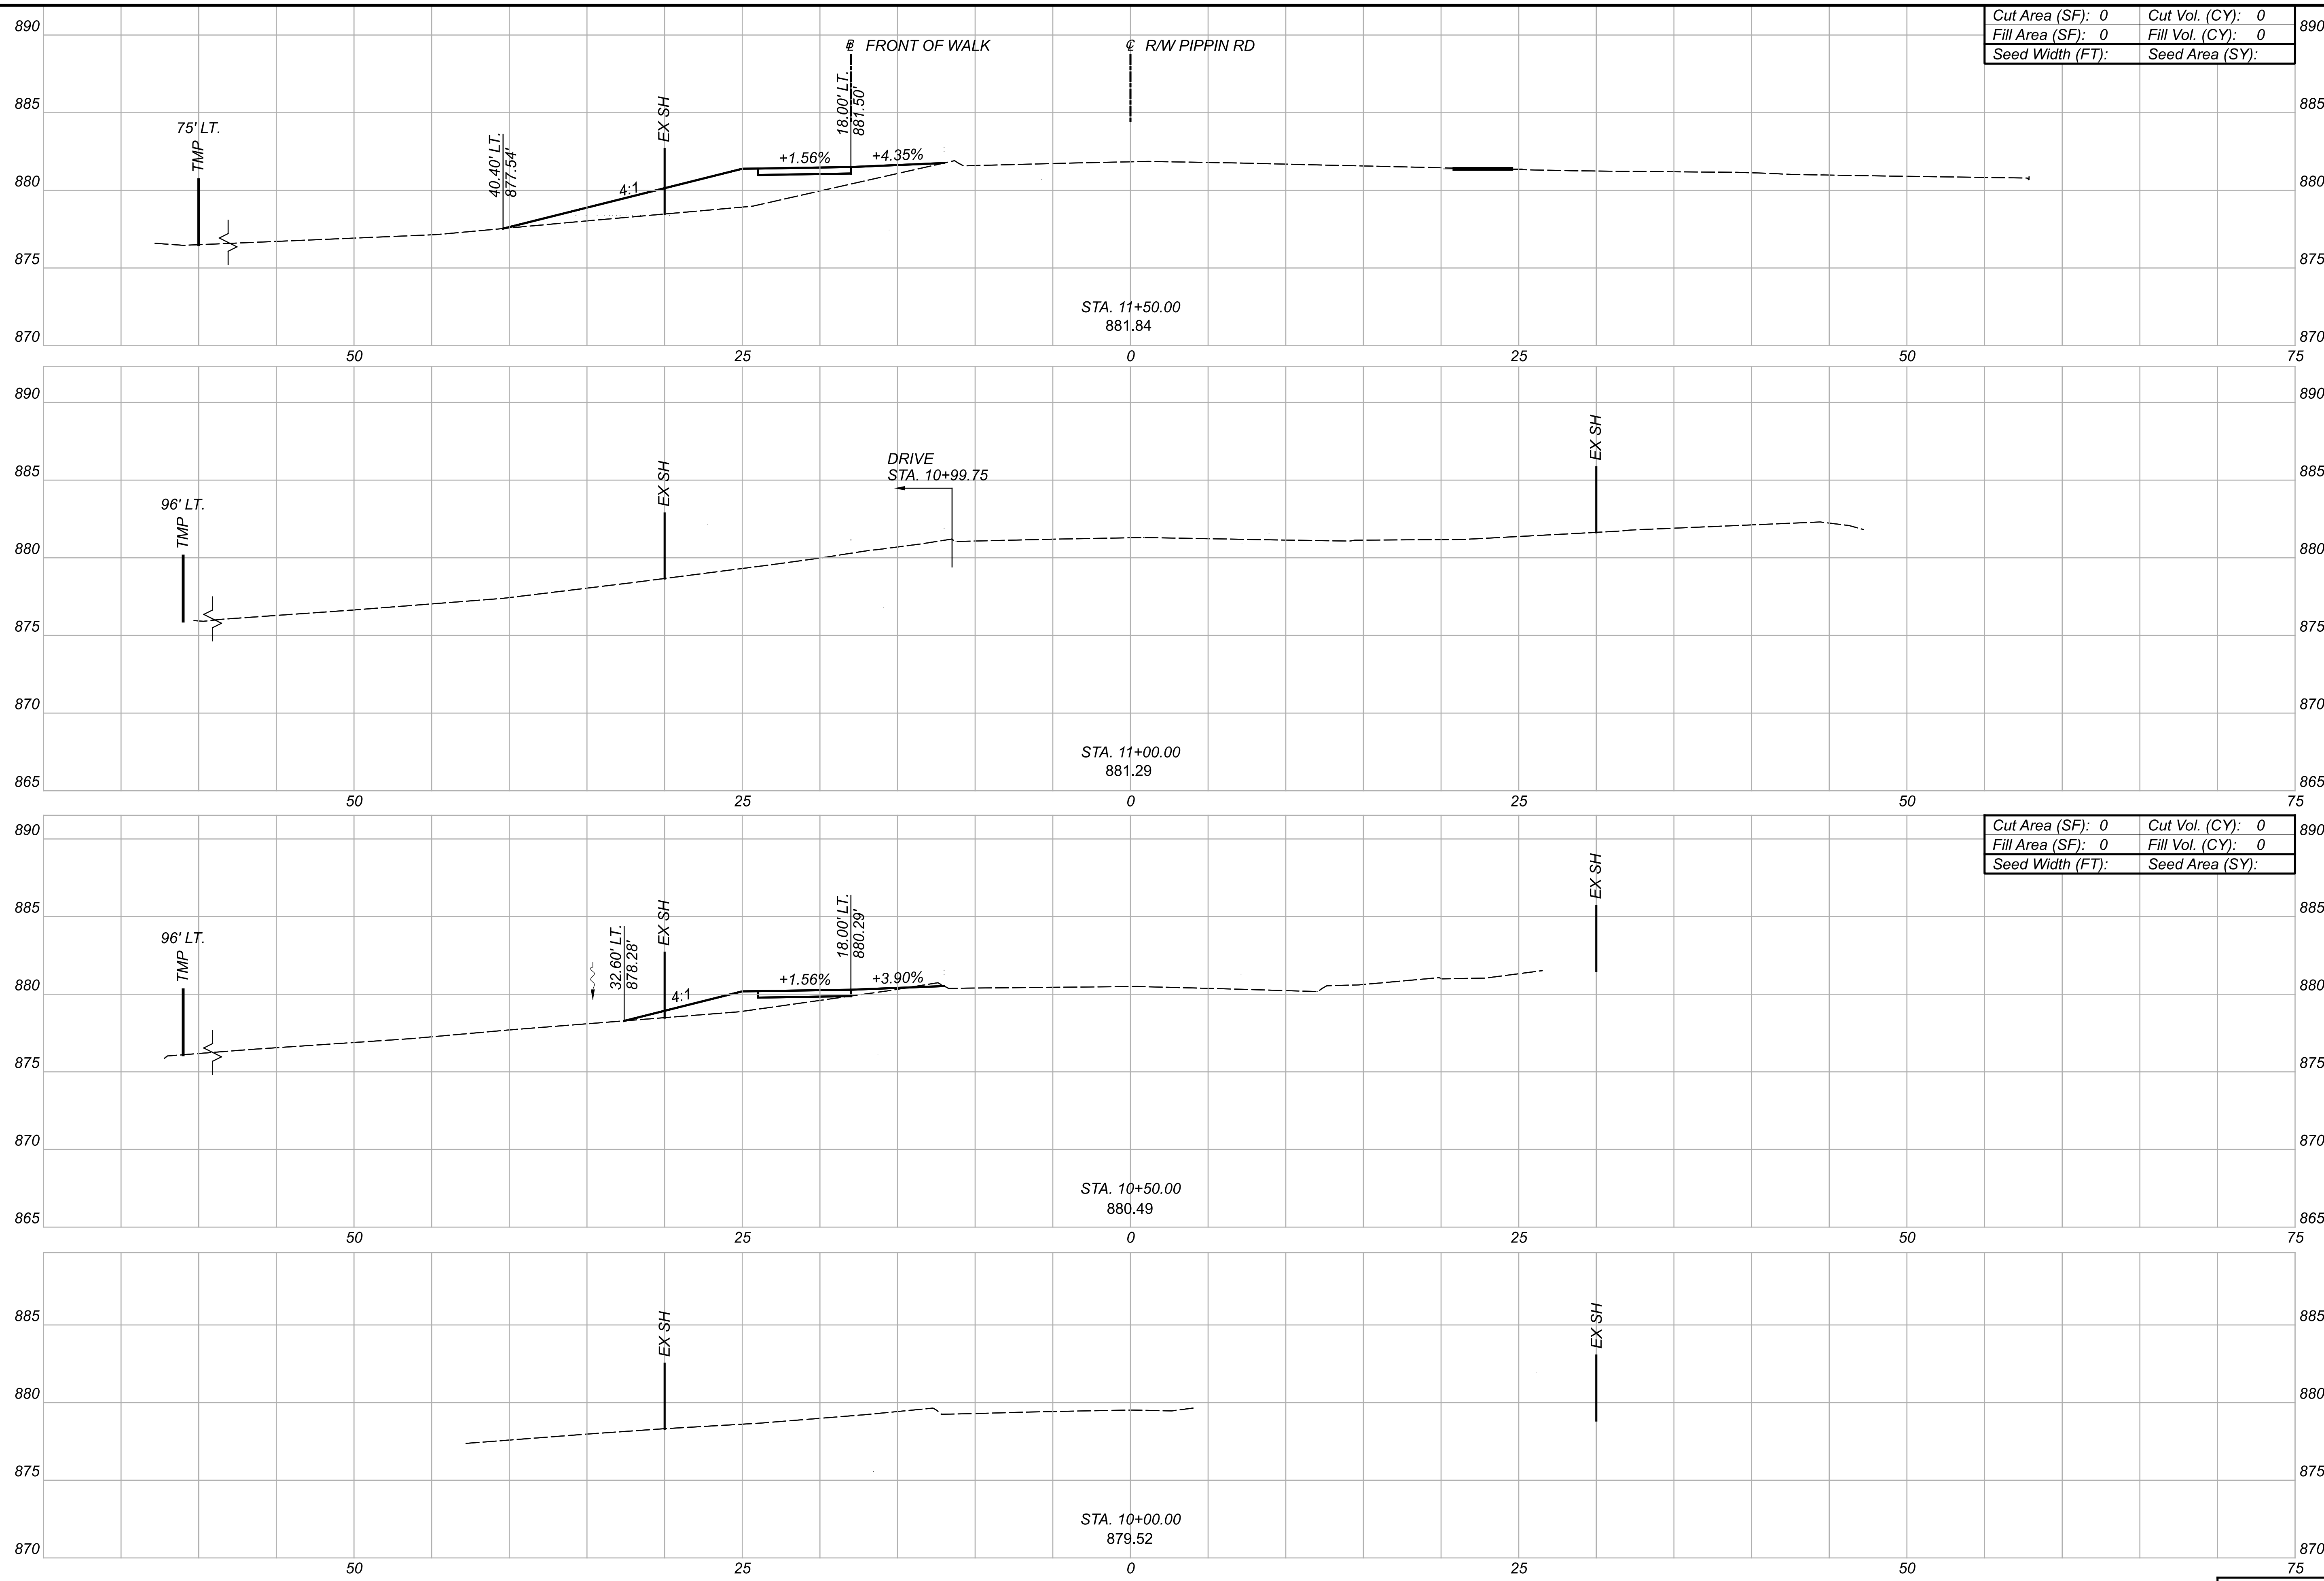 Cut Area (SF): 0 Cut Vol. (CY): 0
Fill Area (SF): 0 Fill Vol. (CY): 0
Seed Width (FT): Seed Area (SY):
890 890
FRONT OF WALK
R/W PIPPIN RD
885 885
75' LT.
TMP
40.40' LT.
877.54'
EX SH
18.00' LT.
881.50'
4:1
+1.56%
+4.35%
880 880
875 875
STA. 11+50.00
881.84
870 870
50 25 0 25 50 75
890 890
885 885
96' LT.
TMP
EX SH
DRIVE
STA. 10+99.75
EX SH
880 880
875 875
870 870
STA. 11+00.00
881.29
865 865
50 25 0 25 50 75
Cut Area (SF): 0 Cut Vol. (CY): 0
Fill Area (SF): 0 Fill Vol. (CY): 0
Seed Width (FT): Seed Area (SY):
890 890
885 885
96' LT.
TMP
32.60' LT.
878.28'
EX SH
4:1
+1.56%
18.00' LT.
880.29'
+3.90%
EX SH
880 880
875 875
870 870
STA. 10+50.00
880.49
865 865
50 25 0 25 50 75
885 885
EX SH
EX SH
880 880
875 875
STA. 10+00.00
879.52
870 870
50 25 0 25 50 75